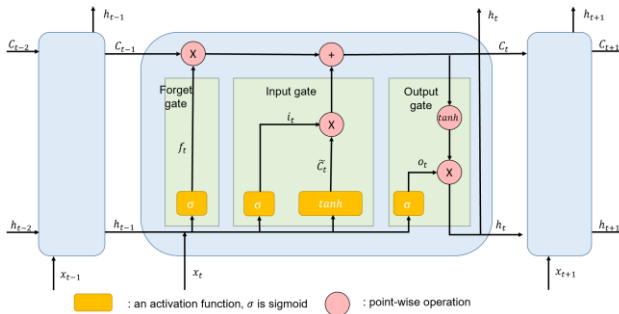 h_{t-1}
h_t
h_{t+1}
C_{t-2}
C_{t-1}
X
+
C_t
C_{t+1}
Forget gate
Input gate
Output gate
i_t
X
tanh
f_t
C̃_t
o_t
X
σ
σ
tanh
σ
h_{t-2}
h_{t-1}
h_t
h_{t+1}
x_{t-1}
x_t
x_{t+1}
: an activation function, σ is sigmoid
: point-wise operation